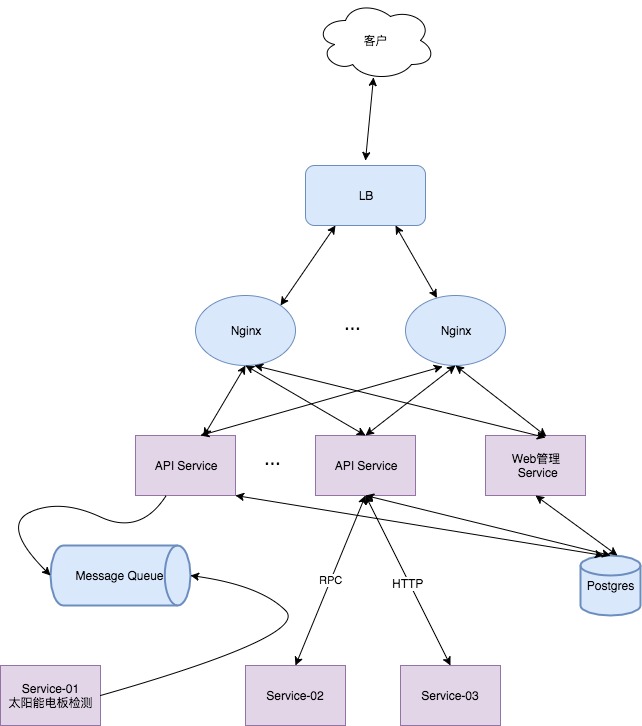 客户
LB
Nginx
...
Nginx
API Service
...
API Service
Web管理
Service
Message Queue
RPC
HTTP
Postgres
Service-01
太阳能电板检测
Service-02
Service-03